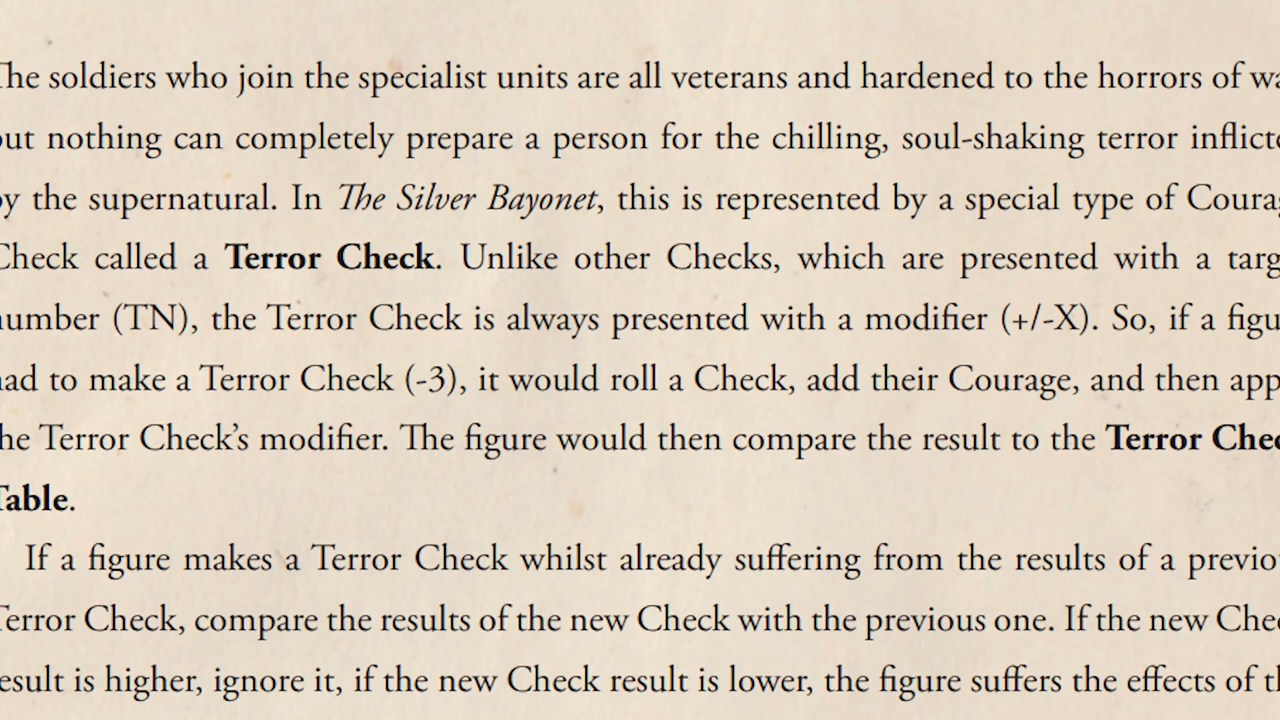 The soldiers who join the specialist units are all veterans and hardened to the horrors of wa
out nothing can completely prepare a person for the chilling, soul-shaking terror inflicte
by the supernatural. In The Silver Bayonet, this is represented by a special type of Courag
Check called a Terror Check. Unlike other Checks, which are presented with a targ
number (TN), the Terror Check is always presented with a modifier (+/-X). So, if a figu
had to make a Terror Check (-3), it would roll a Check, add their Courage, and then app
the Terror Check's modifier. The figure would then compare the result to the Terror Chec
Table.
If a figure makes a Terror Check whilst already suffering from the results of a previou
Terror Check, compare the results of the new Check with the previous one. If the new Chec
result is higher, ignore it, if the new Check result is lower, the figure suffers the effects of th